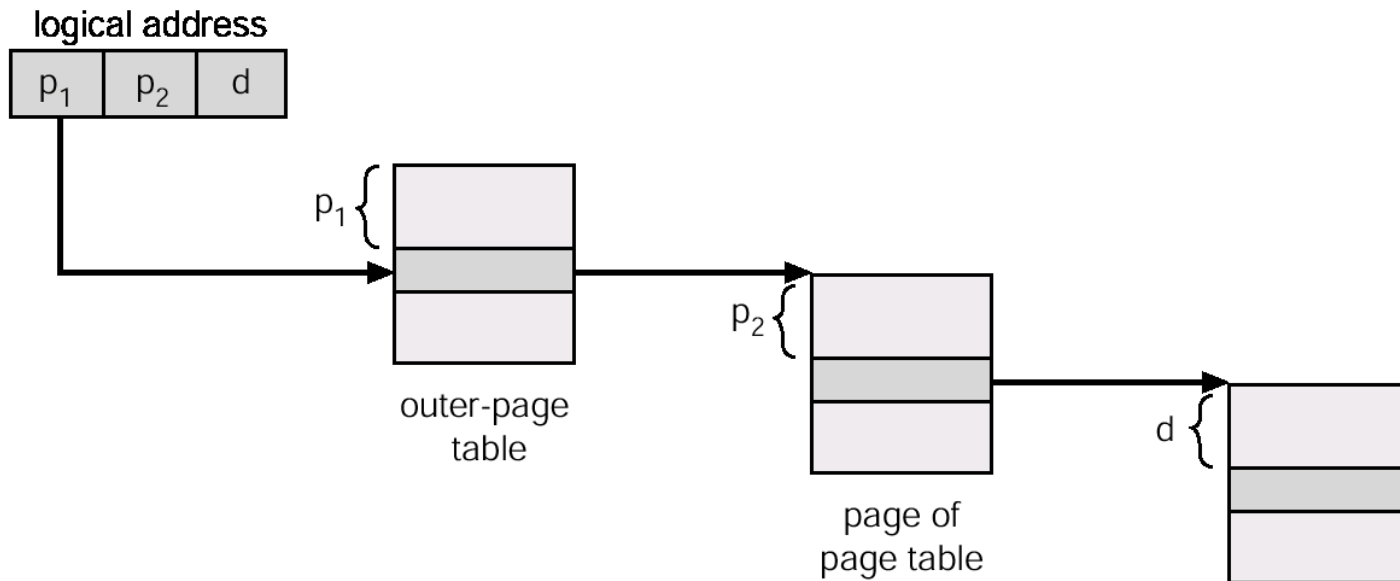 logical address
p₁ p₂ d
p₁
outer-page
table
p₂
page of
page table
d